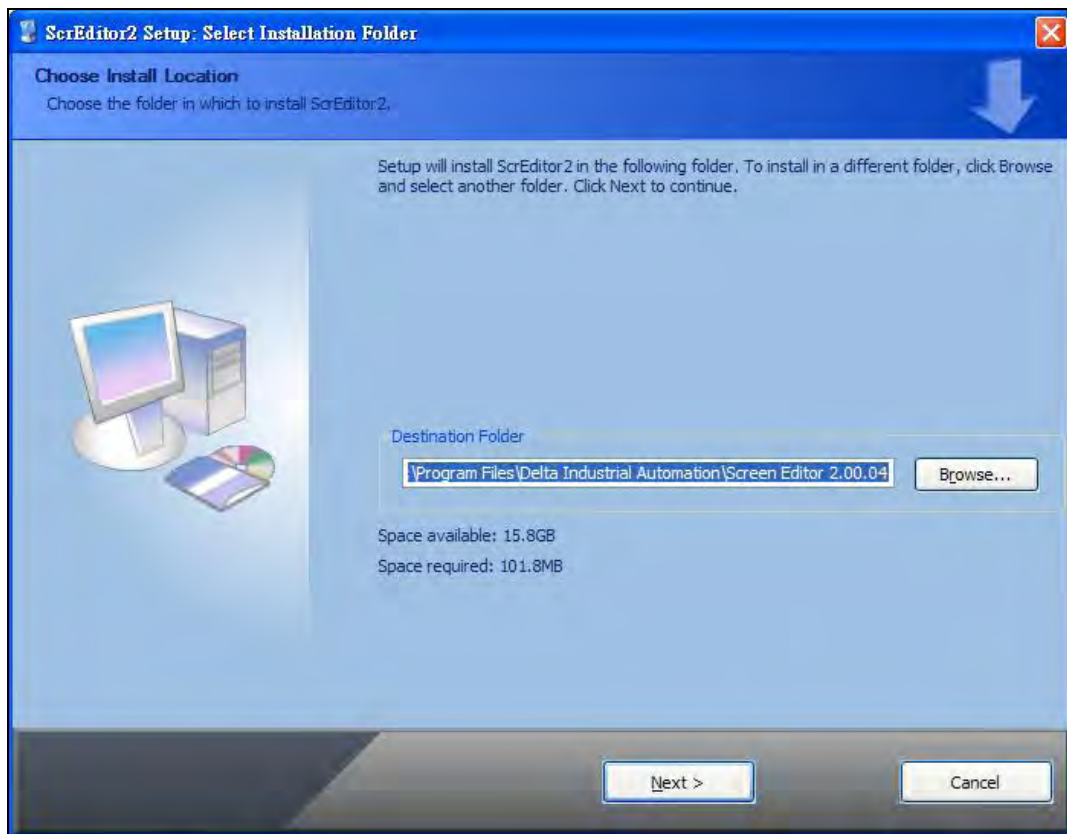 ScrEditor2 Setup: Select Installation Folder
Choose Install Location
Choose the folder in which to install ScrEditor2.
Setup will install ScrEditor2 in the following folder. To install in a different folder, click Browse
and select another folder. Click Next to continue.
Destination Folder
:\Program Files\Delta Industrial Automation\Screen Editor 2.00.04
Browse...
Space available: 15.8GB
Space required: 101.8MB
Next >
Cancel